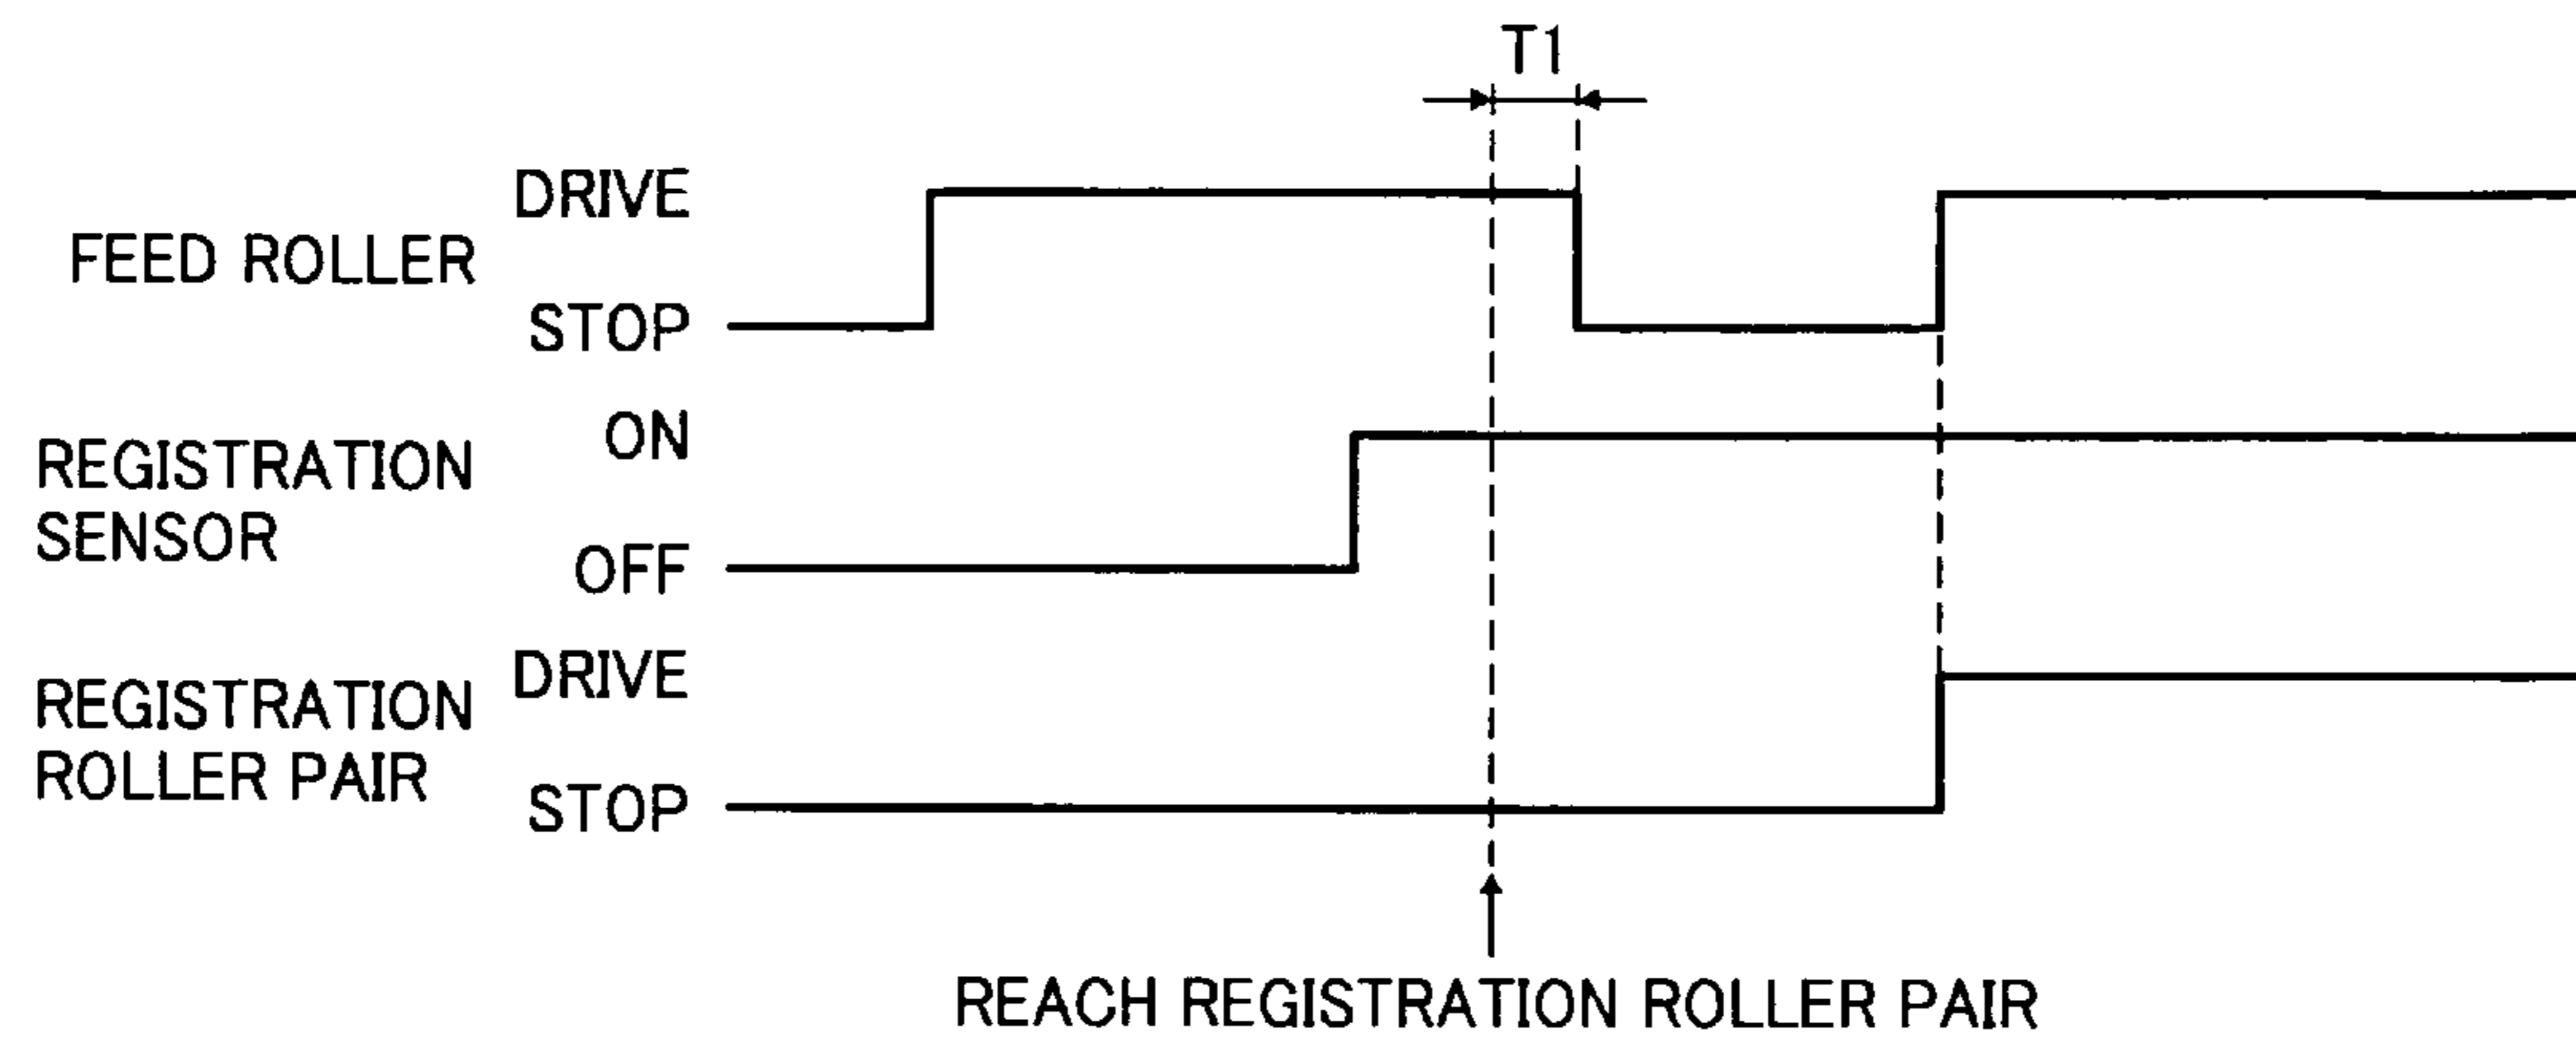 T1
DRIVE
FEED ROLLER
STOP
ON
REGISTRATION
SENSOR
OFF
DRIVE
REGISTRATION
ROLLER PAIR
STOP
REACH REGISTRATION ROLLER PAIR